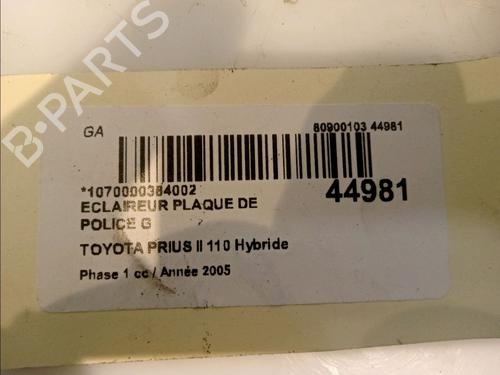 B-PARTS
GA 80900103 44981
*1070000384002 44981
ECLAIREUR PLAQUE DE
POLICE G
TOYOTA PRIUS II 110 Hybride
Phase 1 cc / Année 2005